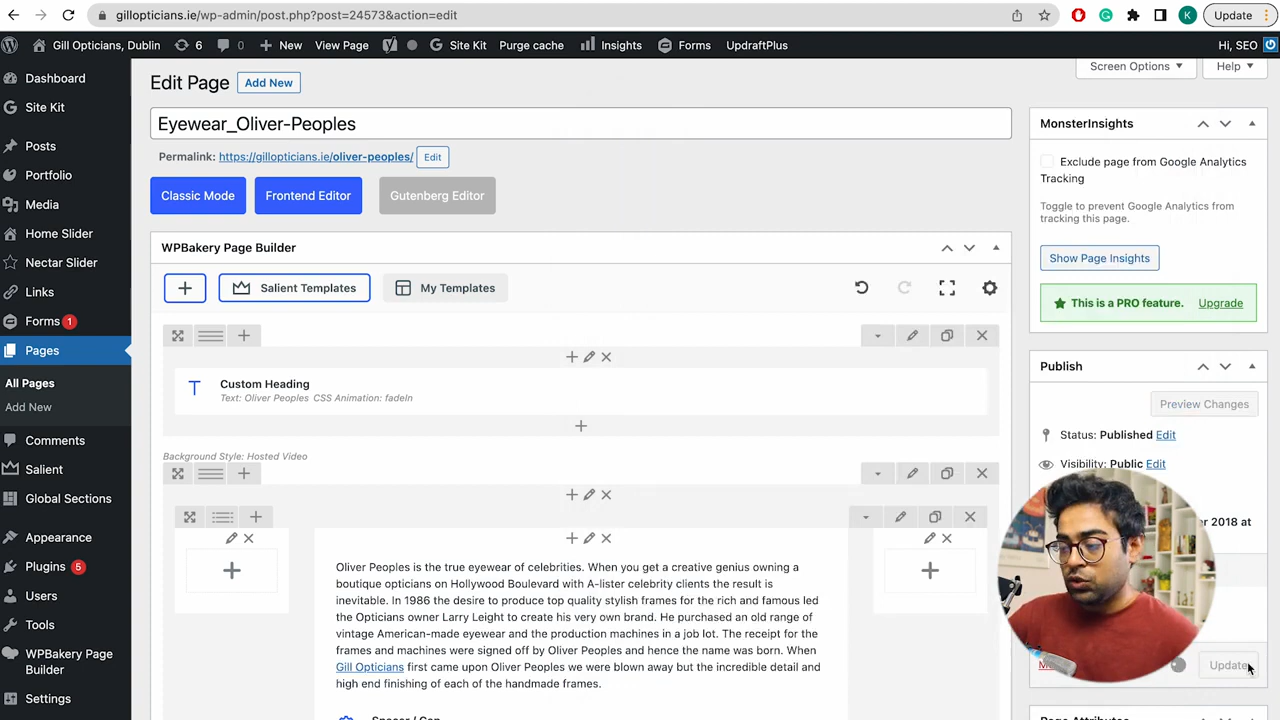 gillopticians.ie/wp-admin/post.php?post=24573&action=edit
K
Update
Gill Opticians, Dublin
6
0
New
View Page
Site Kit
Purge cache
Insights
Forms
UpdraftPlus
Hi, SEO
Dashboard
Site Kit
Posts
Portfolio
Media
Home Slider
Nectar Slider
Links
Forms 1
Pages
All Pages
Add New
Comments
Salient
Global Sections
Appearance
Plugins 5
Users
Tools
WPBakery Page
Builder
Settings
Screen Options
Help
Edit Page
Add New
Eyewear_Oliver-Peoples
Permalink: https://gillopticians.ie/oliver-peoples/ Edit
Classic Mode
Frontend Editor
Gutenberg Editor
WPBakery Page Builder
Salient Templates
My Templates
Custom Heading
Text: Oliver Peoples CSS Animation: fadeIn
Background Style: Hosted Video
Oliver Peoples is the true eyewear of celebrities. When you get a creative genius owning a
boutique opticians on Hollywood Boulevard with A-lister celebrity clients the result is
inevitable. In 1986 the desire to produce top quality stylish frames for the rich and famous led
the Opticians owner Larry Leight to create his very own brand. He purchased an old range of
vintage American-made eyewear and the production machines in a job lot. The receipt for the
frames and machines were signed off by Oliver Peoples and hence the name was born. When
Gill Opticians first came upon Oliver Peoples we were blown away but the incredible detail and
high end finishing of each of the handmade frames.
Spacer / Gap
MonsterInsights
Exclude page from Google Analytics
Tracking
Toggle to prevent Google Analytics from
tracking this page.
Show Page Insights
This is a PRO feature. Upgrade
Publish
Preview Changes
Status: Published Edit
Visibility: Public Edit
2018 at
Update
Page Attributes